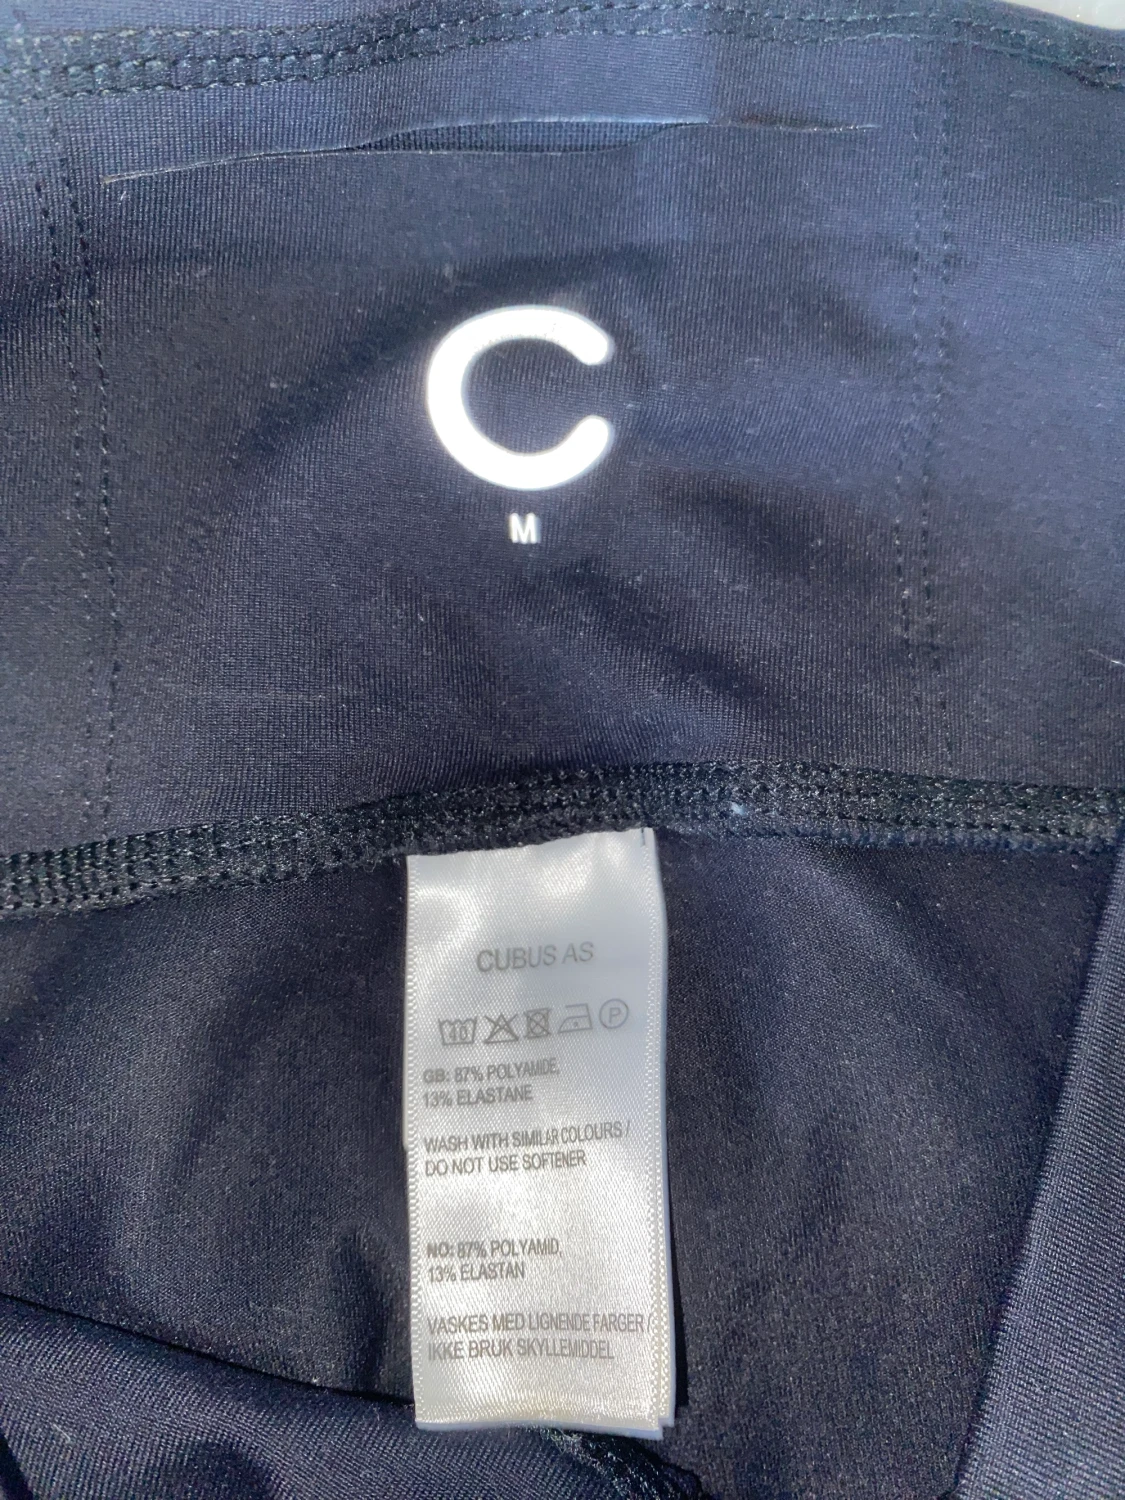 C
M
CUBUS AS
40 P
GB: 87% POLYAMIDE,
13% ELASTANE
WASH WITH SIMILAR COLOURS /
DO NOT USE SOFTENER
NO: 87% POLYAMID,
13% ELASTAN
VASKES MED LIGNENDE FARGER /
IKKE BRUK SKYLLEMIDDEL